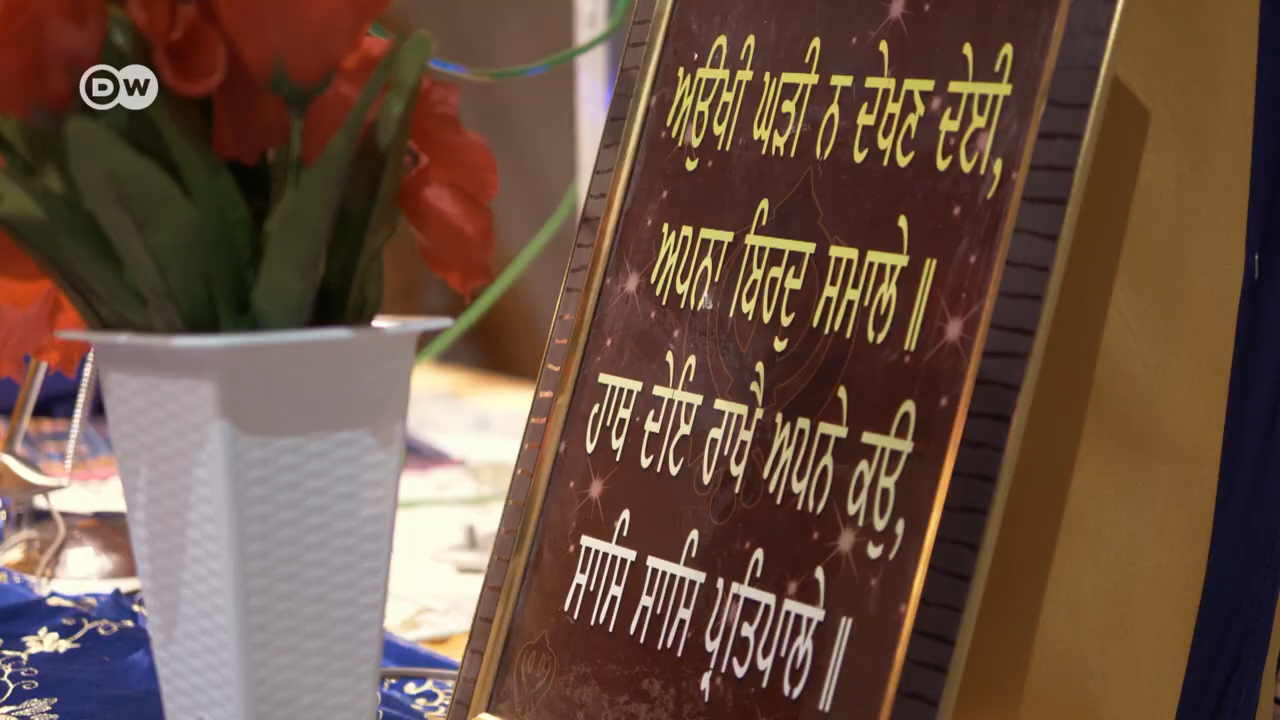 DW
ਅਉਖੀ ਘੜੀ ਨ ਦੇਖਣ ਦੇਈ,
ਅਪਨਾ ਬਿਰਦੁ ਸਮਾਲੇ ॥
ਹਾਥ ਦੇਇ ਰਾਖੈ ਅਪਨੇ ਕਉ,
ਸਾਸਿ ਸਾਸਿ ਪ੍ਰਤਿਪਾਲੇ ॥